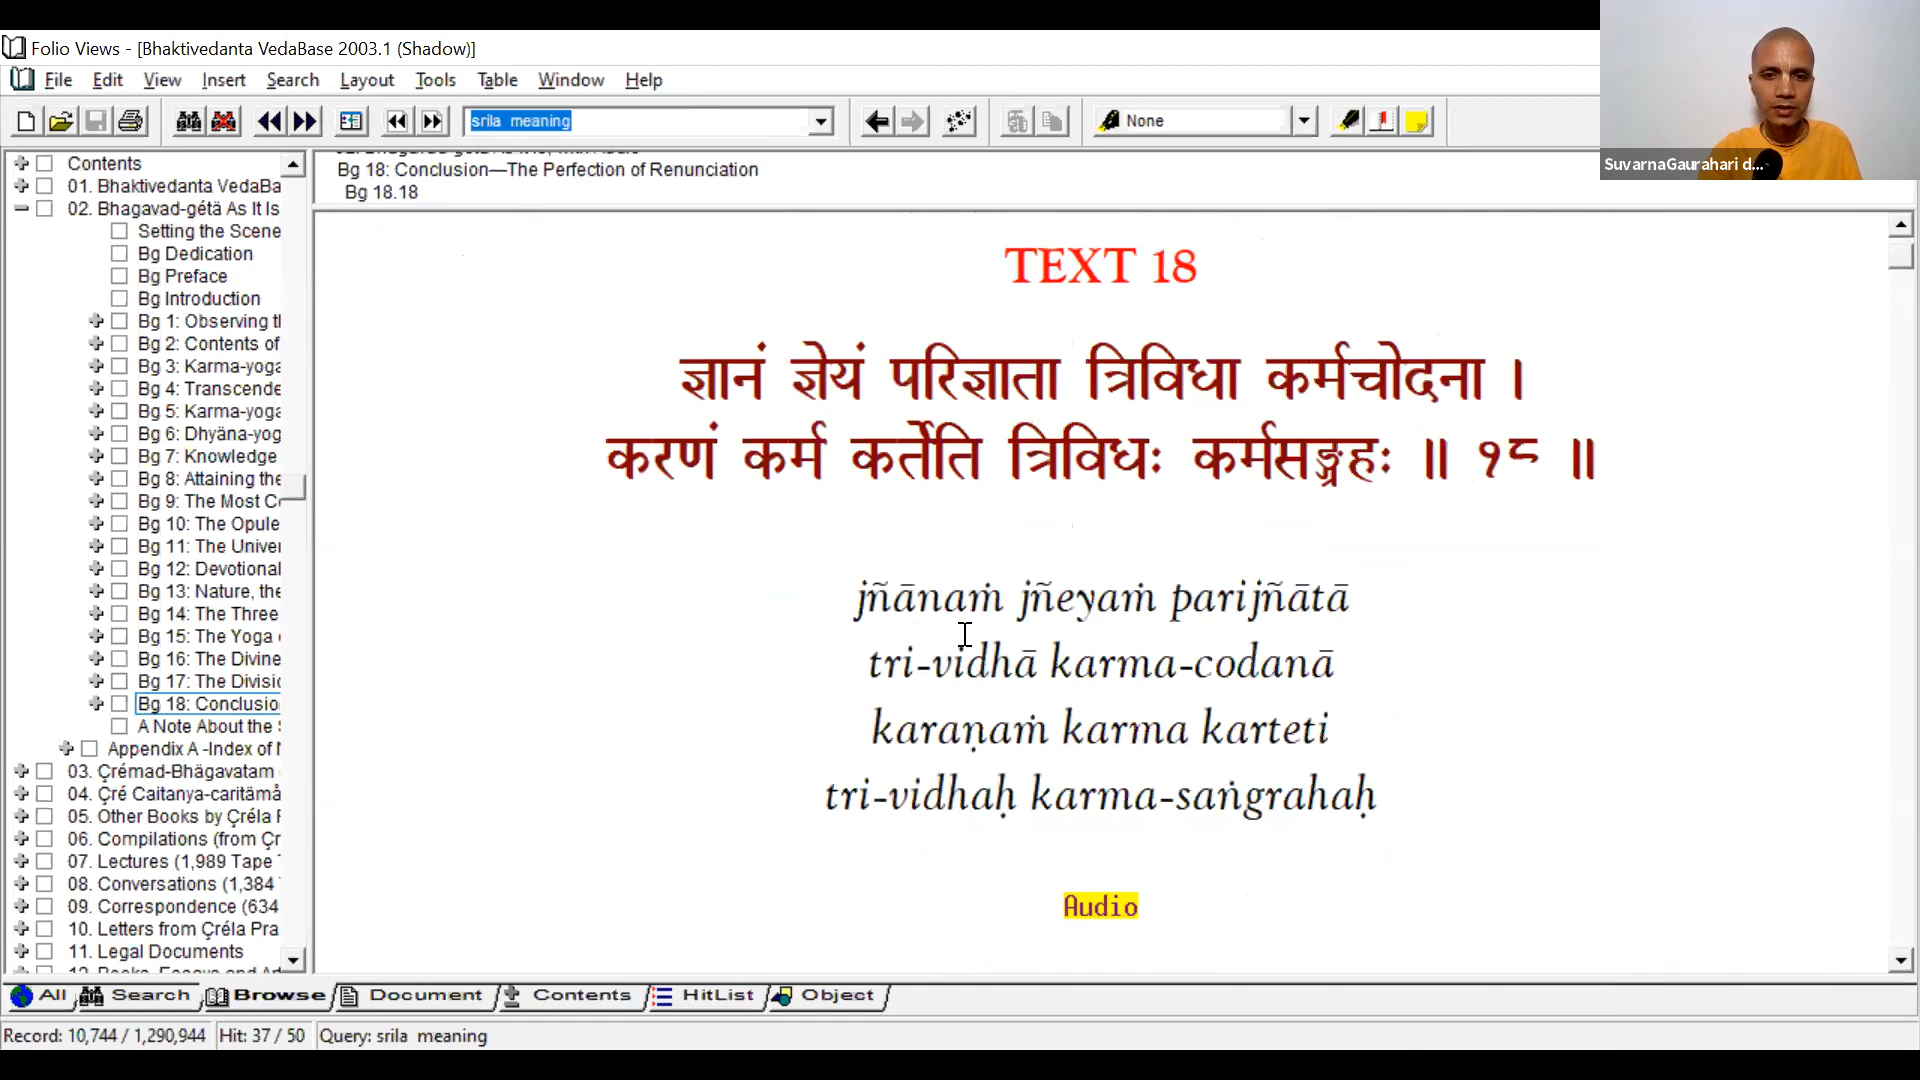 Folio Views - [Bhaktivedanta VedaBase 2003.1 (Shadow)]
File Edit View Insert Search Layout Tools Table Window Help
srila meaning
None
SuvarnaGaurahari d...
Contents
01. Bhaktivedanta VedaBa
02. Bhagavad-gétä As It Is
Setting the Scene
Bg Dedication
Bg Preface
Bg Introduction
Bg 1: Observing t
Bg 2: Contents of
Bg 3: Karma-yoga
Bg 4: Transcende
Bg 5: Karma-yoga
Bg 6: Dhyäna-yog
Bg 7: Knowledge
Bg 8: Attaining the
Bg 9: The Most C
Bg 10: The Opule
Bg 11: The Univer
Bg 12: Devotional
Bg 13: Nature, the
Bg 14: The Three
Bg 15: The Yoga
Bg 16: The Divine
Bg 17: The Divisio
Bg 18: Conclusio
A Note About the
Appendix A -Index of
03. Çrémad-Bhägavatam
04. Çré Caitanya-caritämå
05. Other Books by Çréla
06. Compilations (from Çr
07. Lectures (1,989 Tape
08. Conversations (1,384
09. Correspondence (634
10. Letters from Çréla Pra
11. Legal Documents
Bg 18: Conclusion—The Perfection of Renunciation
Bg 18.18
TEXT 18
ज्ञानं ज्ञेयं परिज्ञाता त्रिविधा कर्मचोदना ।
करणं कर्म कर्तेति त्रिविधः कर्मसङ्ग्रहः ॥ १८ ॥
jñānaṁ jñeyaṁ parijñātā
tri-vidhā karma-codanā
karaṇaṁ karma karteti
tri-vidhaḥ karma-saṅgrahaḥ
Audio
All Search Browse Document Contents HitList Object
Record: 10,744 / 1,290,944 Hit: 37 / 50 Query: srila meaning